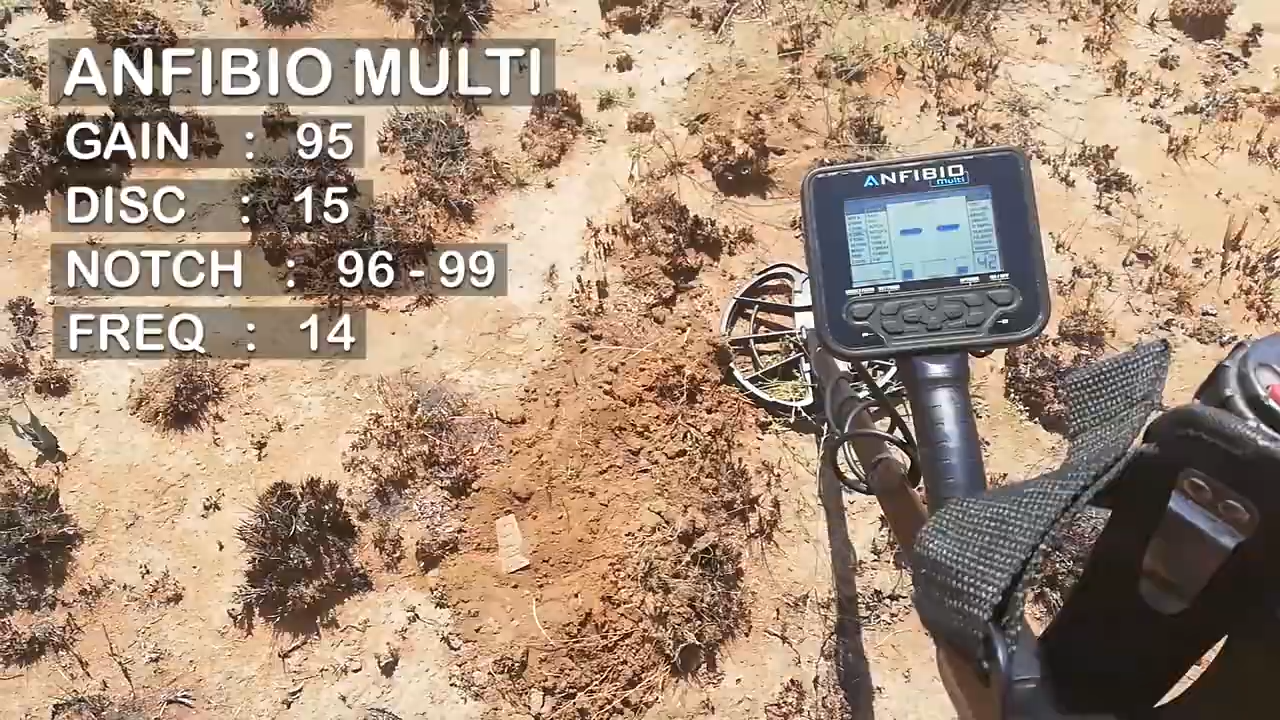 ANFIBIO MULTI
GAIN : 95
DISC : 15
NOTCH : 96 - 99
FREQ : 14
ANFIBIO
Multi